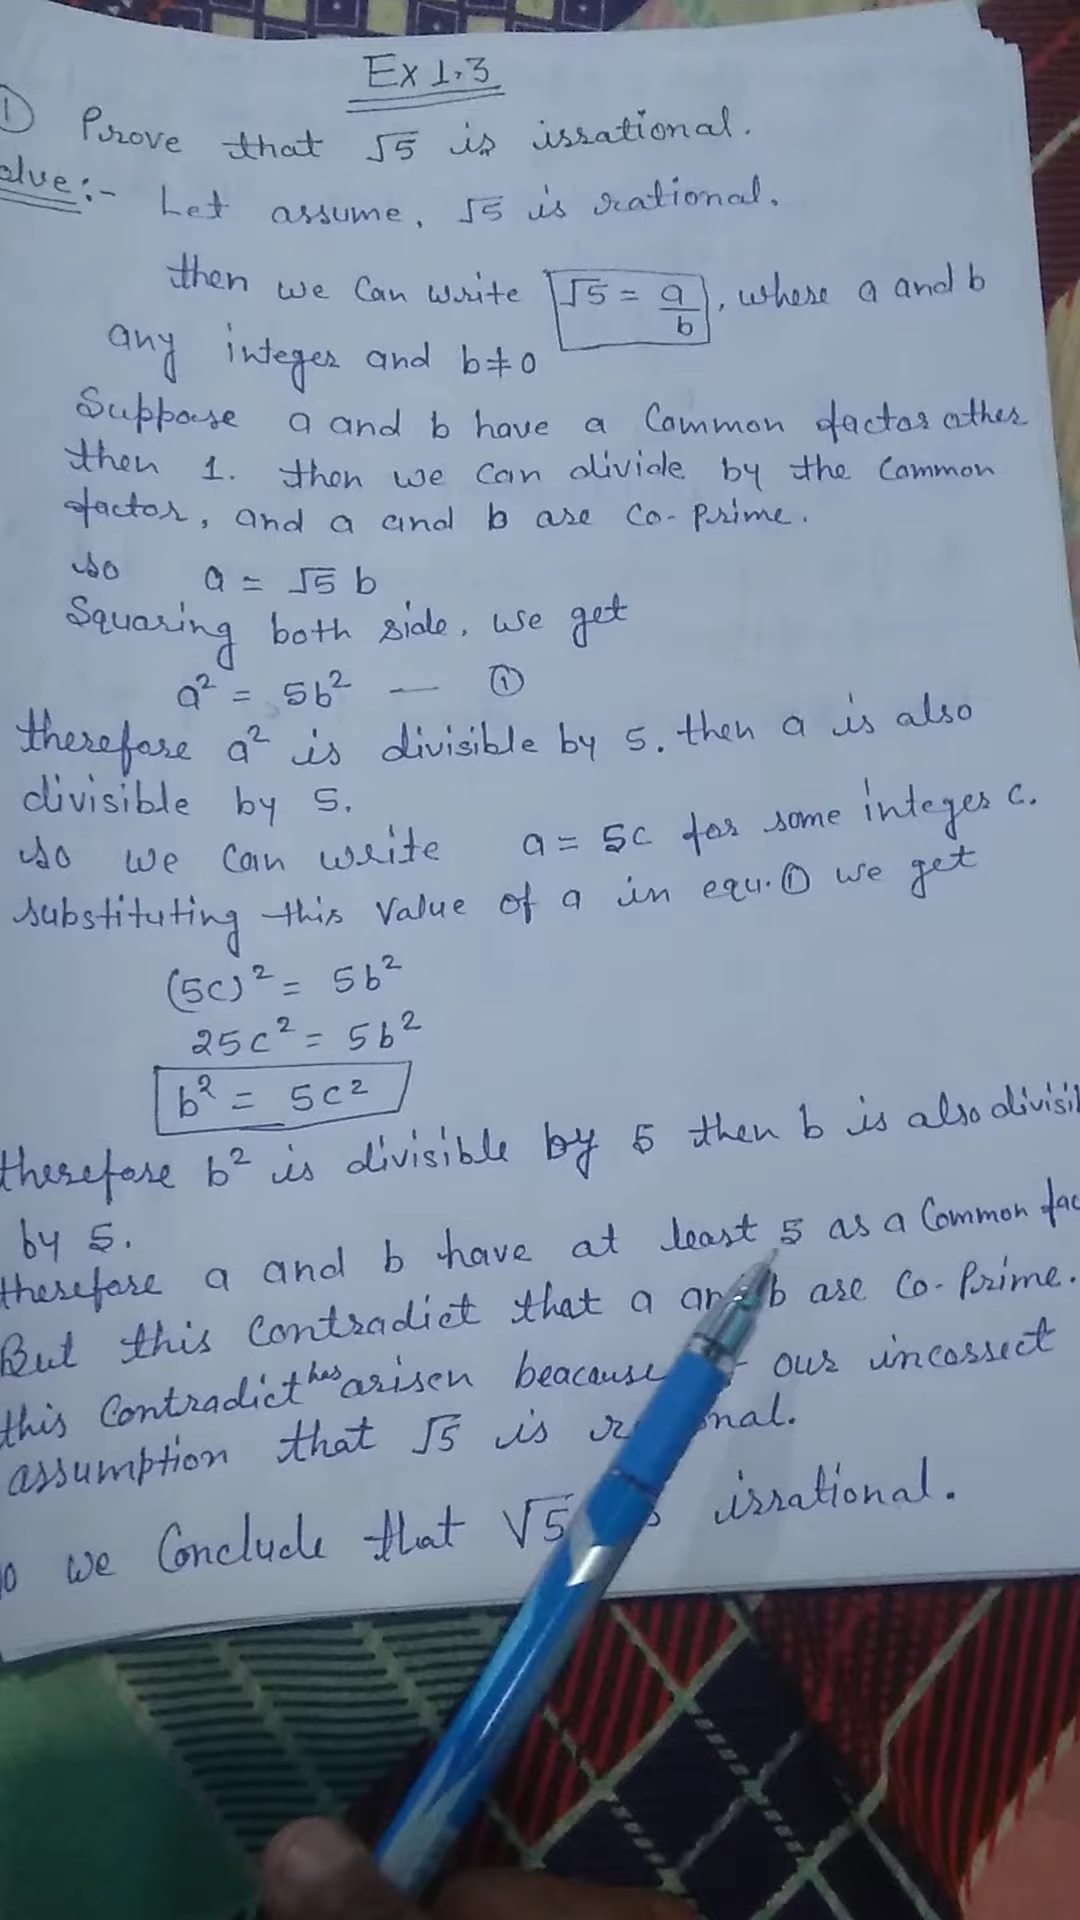 Ex 1.3
① Prove that √5 is irrational.
olve:- Let assume, √5 is rational.
then we can write √5 = a/b, where a and b
any integer and b≠0
Suppose a and b have a common factor other
then 1. then we can divide by the common
factor, and a and b are co-prime.
so a = √5 b
Squaring both side, we get
a² = 5b² — ①
therefore a² is divisible by 5. then a is also
divisible by 5.
so we can write a = 5c for some integer c.
substituting this value of a in equ.① we get
(5c)² = 5b²
25c² = 5b²
b² = 5c²
therefore b² is divisible by 5 then b is also divisi
by 5.
therefore a and b have at least 5 as a common fac
But this contradict that a and b are co-prime.
this contradict has arisen beacause our incorrect
assumption that √5 is rational.
so we conclude that √5 is irrational.